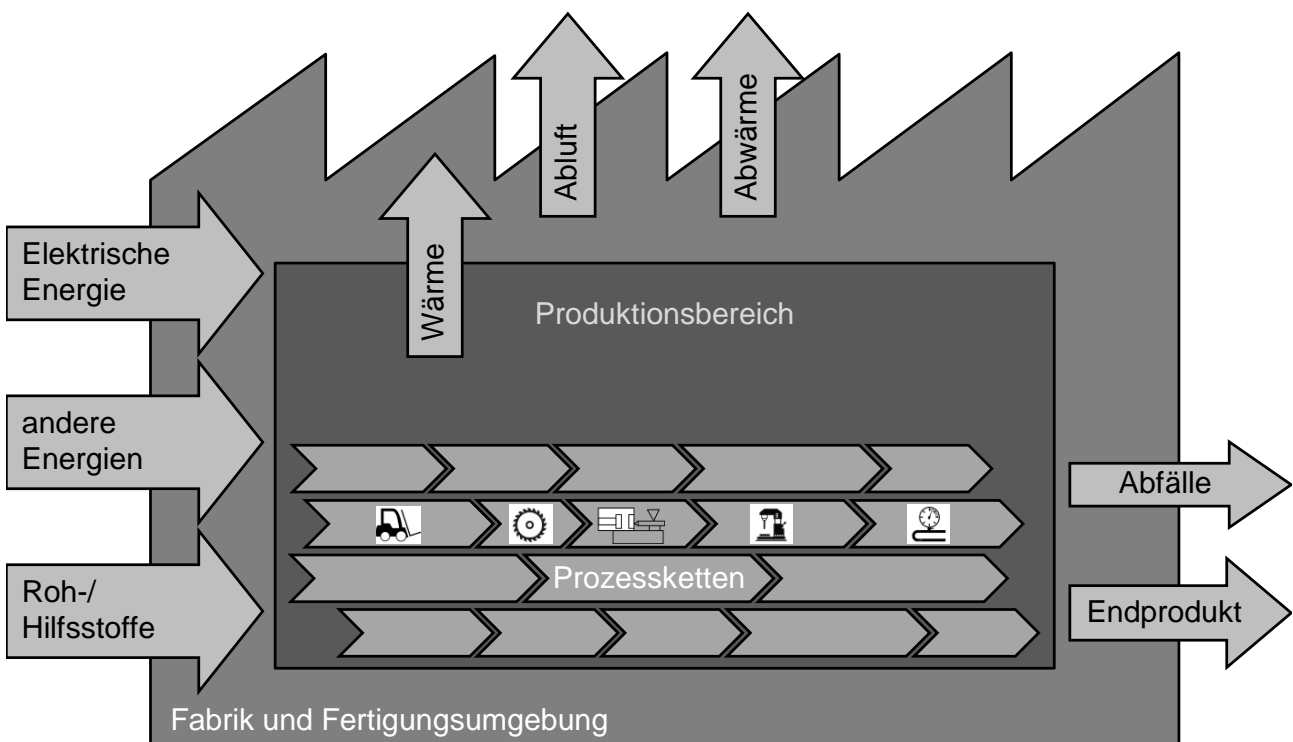 Abluft
Abwärme
Wärme
Elektrische
Energie
Produktionsbereich
andere
Energien
Abfälle
Prozessketten
Roh-/
Hilfsstoffe
Endprodukt
Fabrik und Fertigungsumgebung